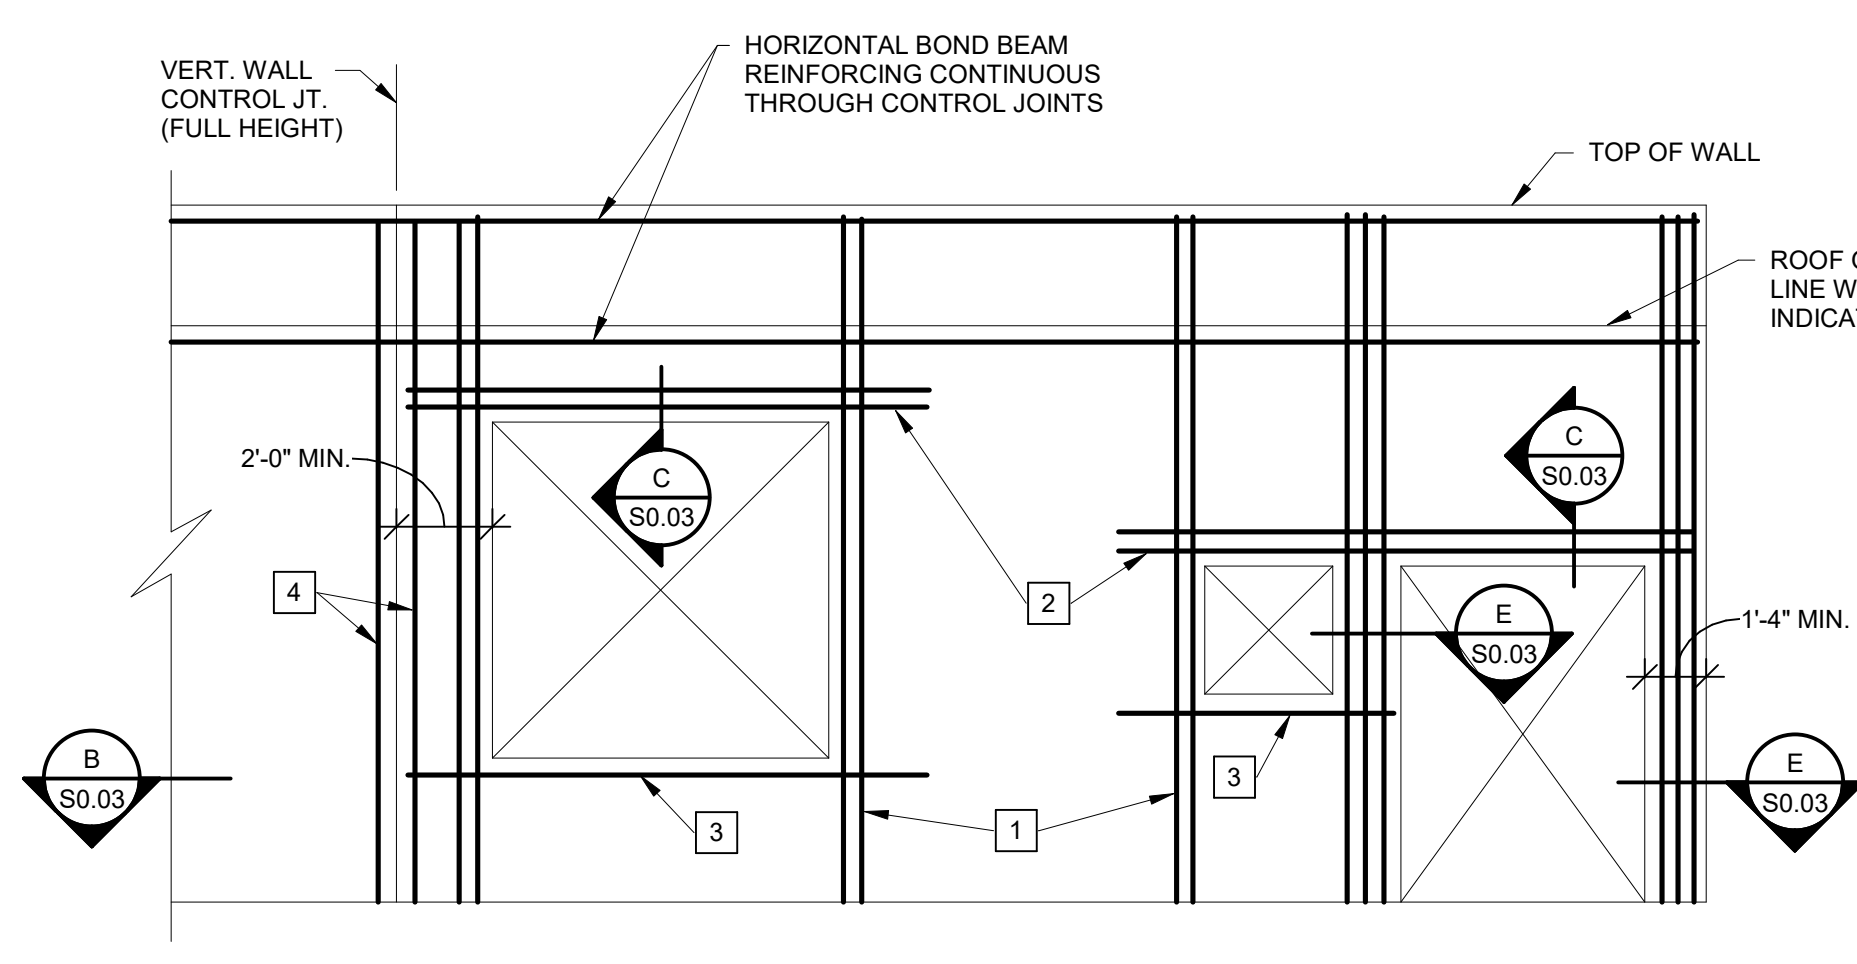 HORIZONTAL BOND BEAM
REINFORCING CONTINUOUS
THROUGH CONTROL JOINTS
VERT. WALL
CONTROL JT.
(FULL HEIGHT)
TOP OF WALL
ROOF
LINE
2'-0" MIN.
C
S0.03
C
S0.03
4
2
E
S0.03
1'-4" MIN.
B
S0.03
3
3
1
E
S0.03